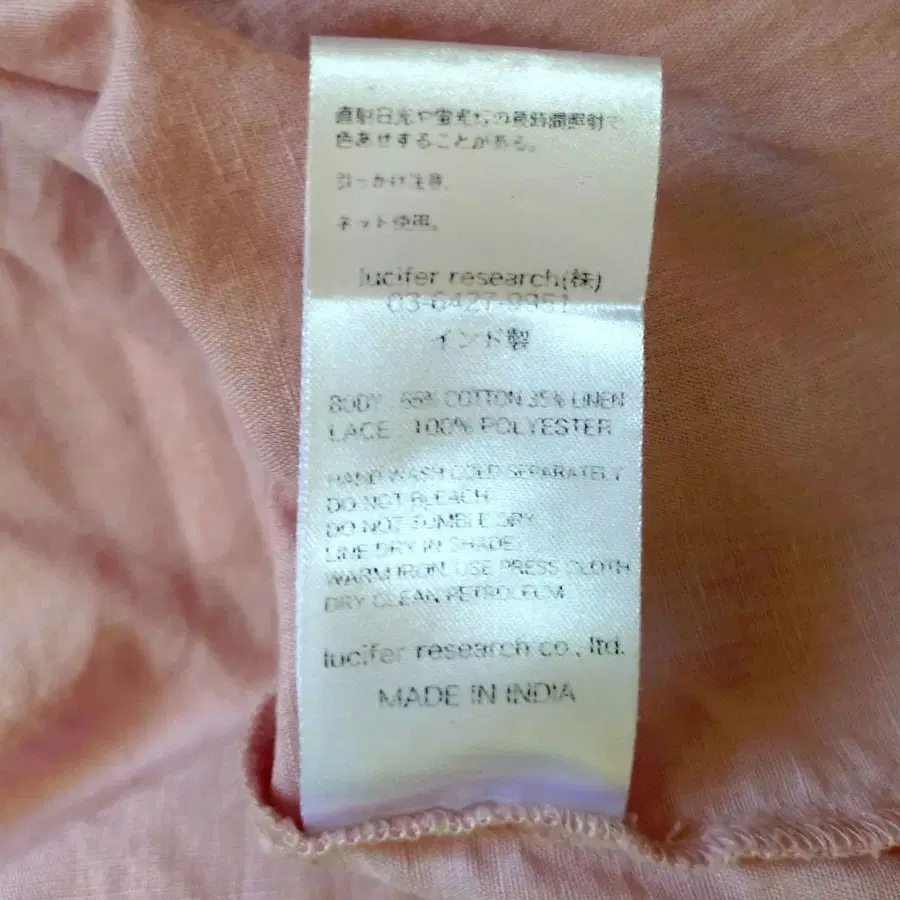 直射日光や蛍光灯の長時間照射で
色あせすることがある。
引っかけ注意。
ネット使用。
lucifer research(株)
03-6427-9951
インド製
BODY 65% COTTON 35% LINEN
LACE 100% POLYESTER
HAND WASH COLD SEPARATELY
DO NOT BLEACH
DO NOT TUMBLE DRY
LINE DRY IN SHADE
WARM IRON, USE PRESS CLOTH
DRY CLEAN, PETROLEUM
lucifer research co., ltd.
MADE IN INDIA